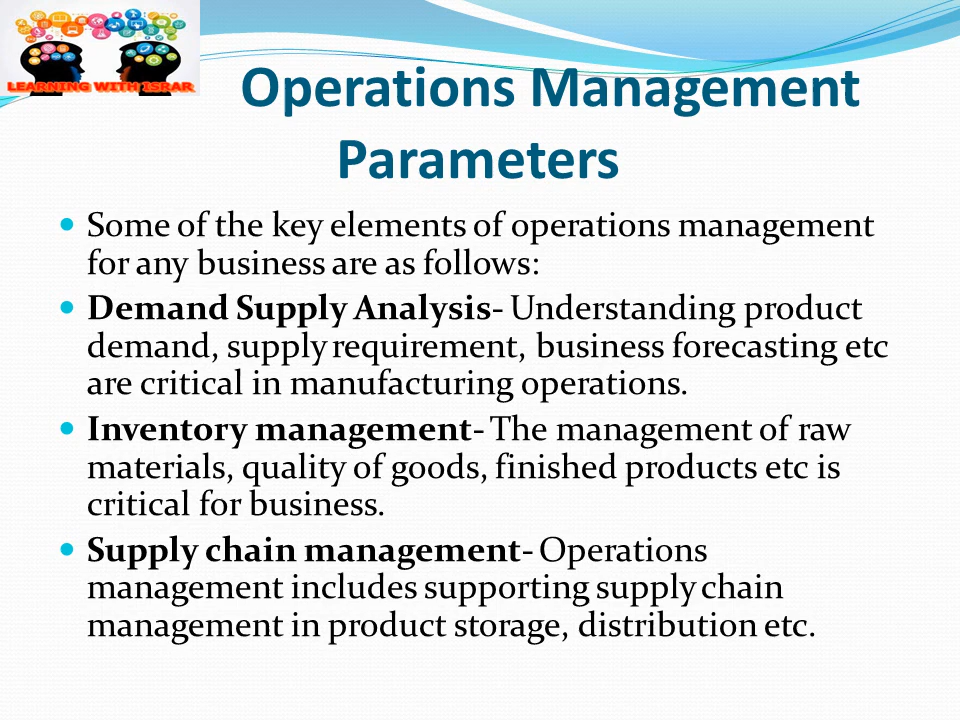 LEARNING WITH ISRAR
Operations Management
Parameters
Some of the key elements of operations management
for any business are as follows:
Demand Supply Analysis- Understanding product
demand, supply requirement, business forecasting etc
are critical in manufacturing operations.
Inventory management- The management of raw
materials, quality of goods, finished products etc is
critical for business.
Supply chain management- Operations
management includes supporting supply chain
management in product storage, distribution etc.